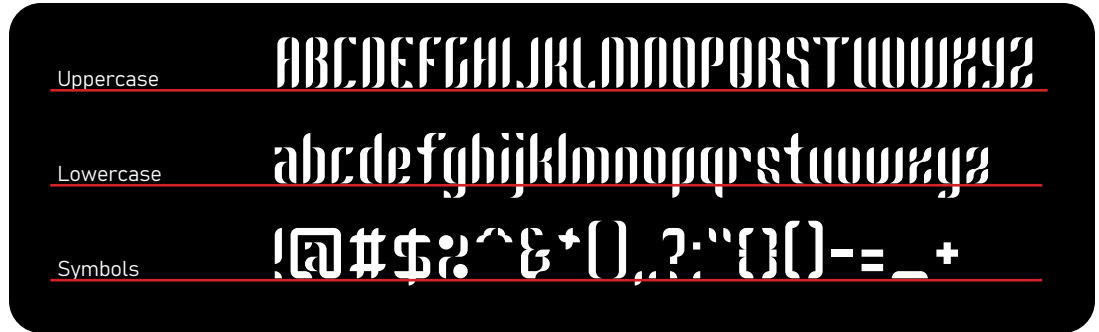 Uppercase ABCDEFGHIJKLMNOPQRSTUVWXYZ
Lowercase abcdefghijklmnopqrstuvwxyz
Symbols !@#$%^&*(),.?:"{}[]-=_+